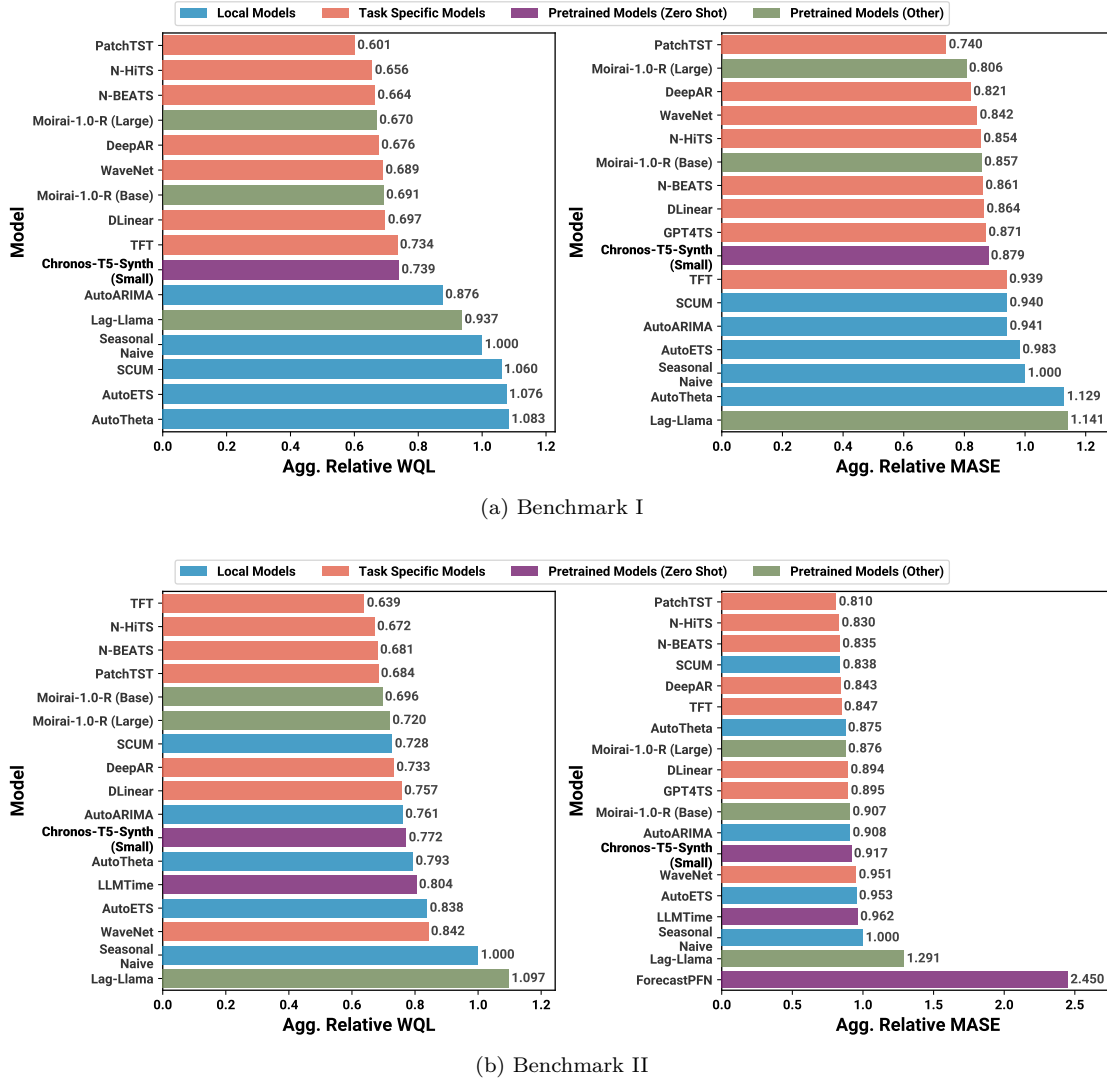 Local Models Task Specific Models Pretrained Models (Zero Shot) Pretrained Models (Other)
Model
PatchTST 0.601
N-HiTS 0.656
N-BEATS 0.664
Moirai-1.0-R (Large) 0.670
DeepAR 0.676
WaveNet 0.689
Moirai-1.0-R (Base) 0.691
DLinear 0.697
TFT 0.734
Chronos-T5-Synth
(Small) 0.739
AutoARIMA 0.876
Lag-Llama 0.937
Seasonal
Naive 1.000
SCUM 1.060
AutoETS 1.076
AutoTheta 1.083
0.0 0.2 0.4 0.6 0.8 1.0 1.2
Agg. Relative WQL
Model
PatchTST 0.740
Moirai-1.0-R (Large) 0.806
DeepAR 0.821
WaveNet 0.842
N-HiTS 0.854
Moirai-1.0-R (Base) 0.857
N-BEATS 0.861
DLinear 0.864
GPT4TS 0.871
Chronos-T5-Synth
(Small) 0.879
TFT 0.939
SCUM 0.940
AutoARIMA 0.941
AutoETS 0.983
Seasonal
Naive 1.000
AutoTheta 1.129
Lag-Llama 1.141
0.0 0.2 0.4 0.6 0.8 1.0 1.2
Agg. Relative MASE
(a) Benchmark I
Local Models Task Specific Models Pretrained Models (Zero Shot) Pretrained Models (Other)
Model
TFT 0.639
N-HiTS 0.672
N-BEATS 0.681
PatchTST 0.684
Moirai-1.0-R (Base) 0.696
Moirai-1.0-R (Large) 0.720
SCUM 0.728
DeepAR 0.733
DLinear 0.757
AutoARIMA 0.761
Chronos-T5-Synth
(Small) 0.772
AutoTheta 0.793
LLMTime 0.804
AutoETS 0.838
WaveNet 0.842
Seasonal
Naive 1.000
Lag-Llama 1.097
0.0 0.2 0.4 0.6 0.8 1.0 1.2
Agg. Relative WQL
Model
PatchTST 0.810
N-HiTS 0.830
N-BEATS 0.835
SCUM 0.838
DeepAR 0.843
TFT 0.847
AutoTheta 0.875
Moirai-1.0-R (Large) 0.876
DLinear 0.894
GPT4TS 0.895
Moirai-1.0-R (Base) 0.907
AutoARIMA 0.908
Chronos-T5-Synth
(Small) 0.917
WaveNet 0.951
AutoETS 0.953
LLMTime 0.962
Seasonal
Naive 1.000
Lag-Llama 1.291
ForecastPFN 2.450
0.0 0.5 1.0 1.5 2.0 2.5
Agg. Relative MASE
(b) Benchmark II